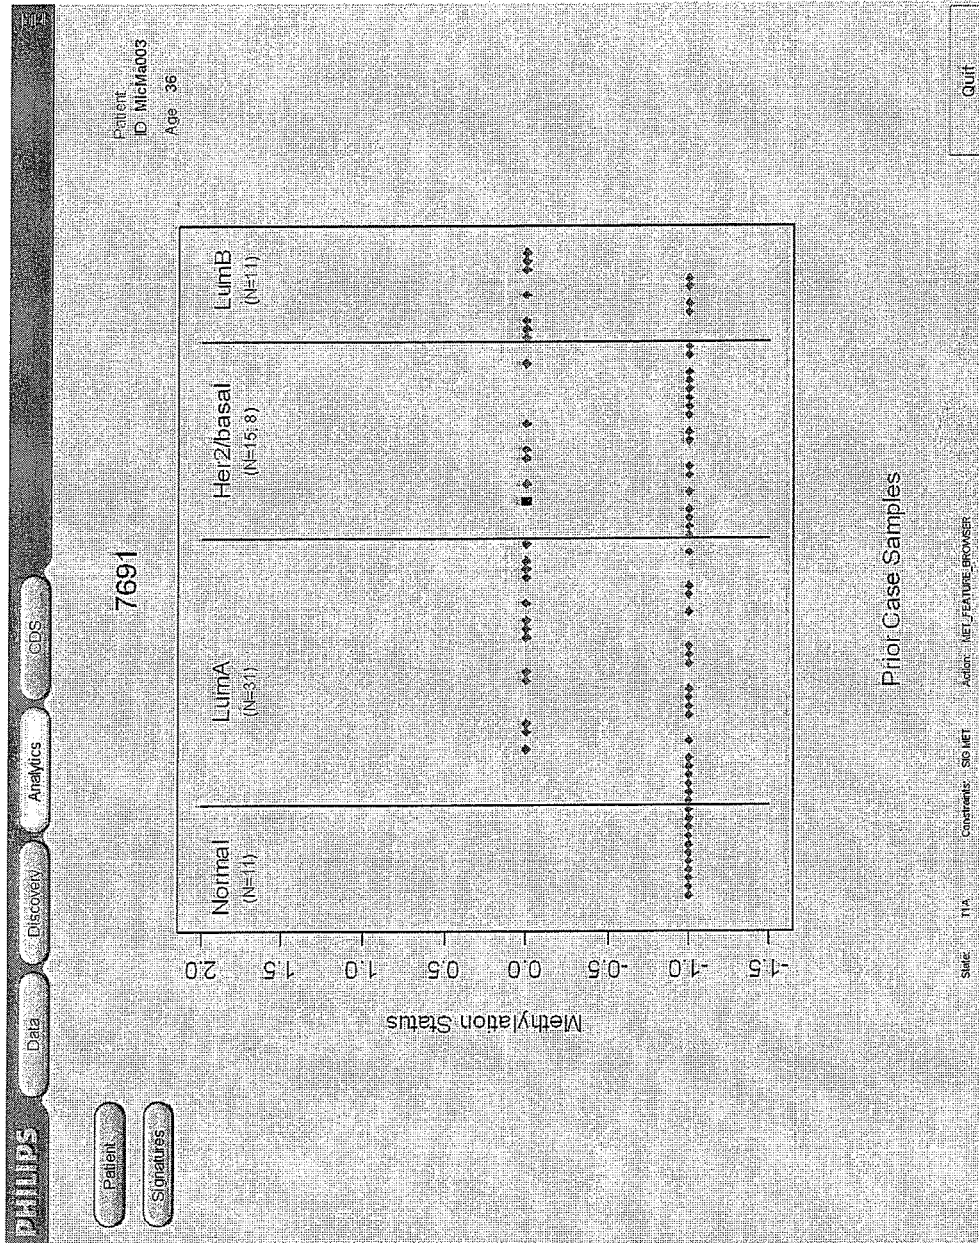 PHILIPS
Data
Discovery
Analytics
CDS
Patient
Signatures
Patient
ID MicMa003
Age 36
7691
Normal
(N=11)
LumA
(N=31)
Her2/basal
(N=15:8)
LumB
(N=11)
2.0
1.5
1.0
0.5
0.0
-0.5
-1.0
-1.5
Methylation Status
Prior Case Samples
State: T1A Constraints: SIG MET Action: MET_FEATURE_BROWSER
Quit